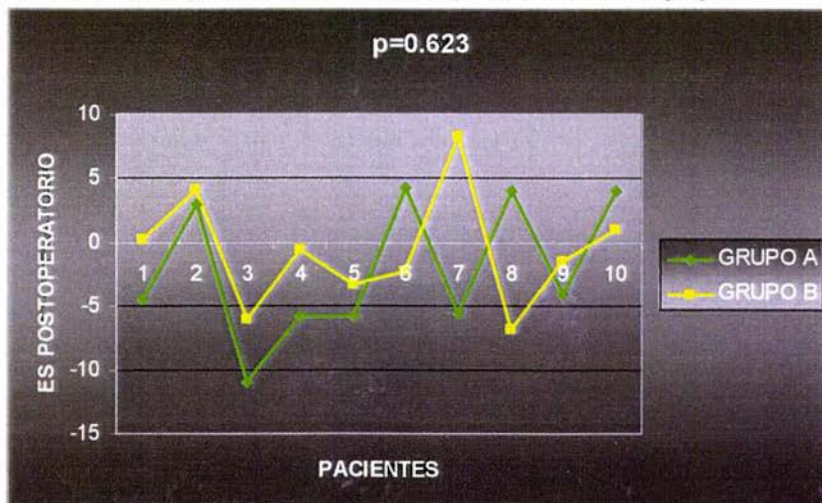 p=0.623
ES POSTOPERATORIO
10
5
0
-5
-10
-15
1 2 3 4 5 6 7 8 9 10
PACIENTES
GRUPO A
GRUPO B